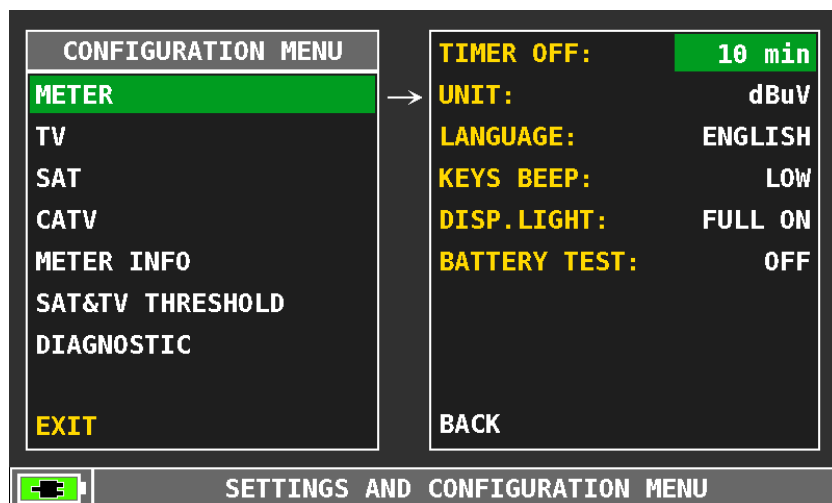 CONFIGURATION MENU
METER
TV
SAT
CATV
METER INFO
SAT&TV THRESHOLD
DIAGNOSTIC
EXIT
→
TIMER OFF: 10 min
UNIT: dBuV
LANGUAGE: ENGLISH
KEYS BEEP: LOW
DISP.LIGHT: FULL ON
BATTERY TEST: OFF
BACK
SETTINGS AND CONFIGURATION MENU